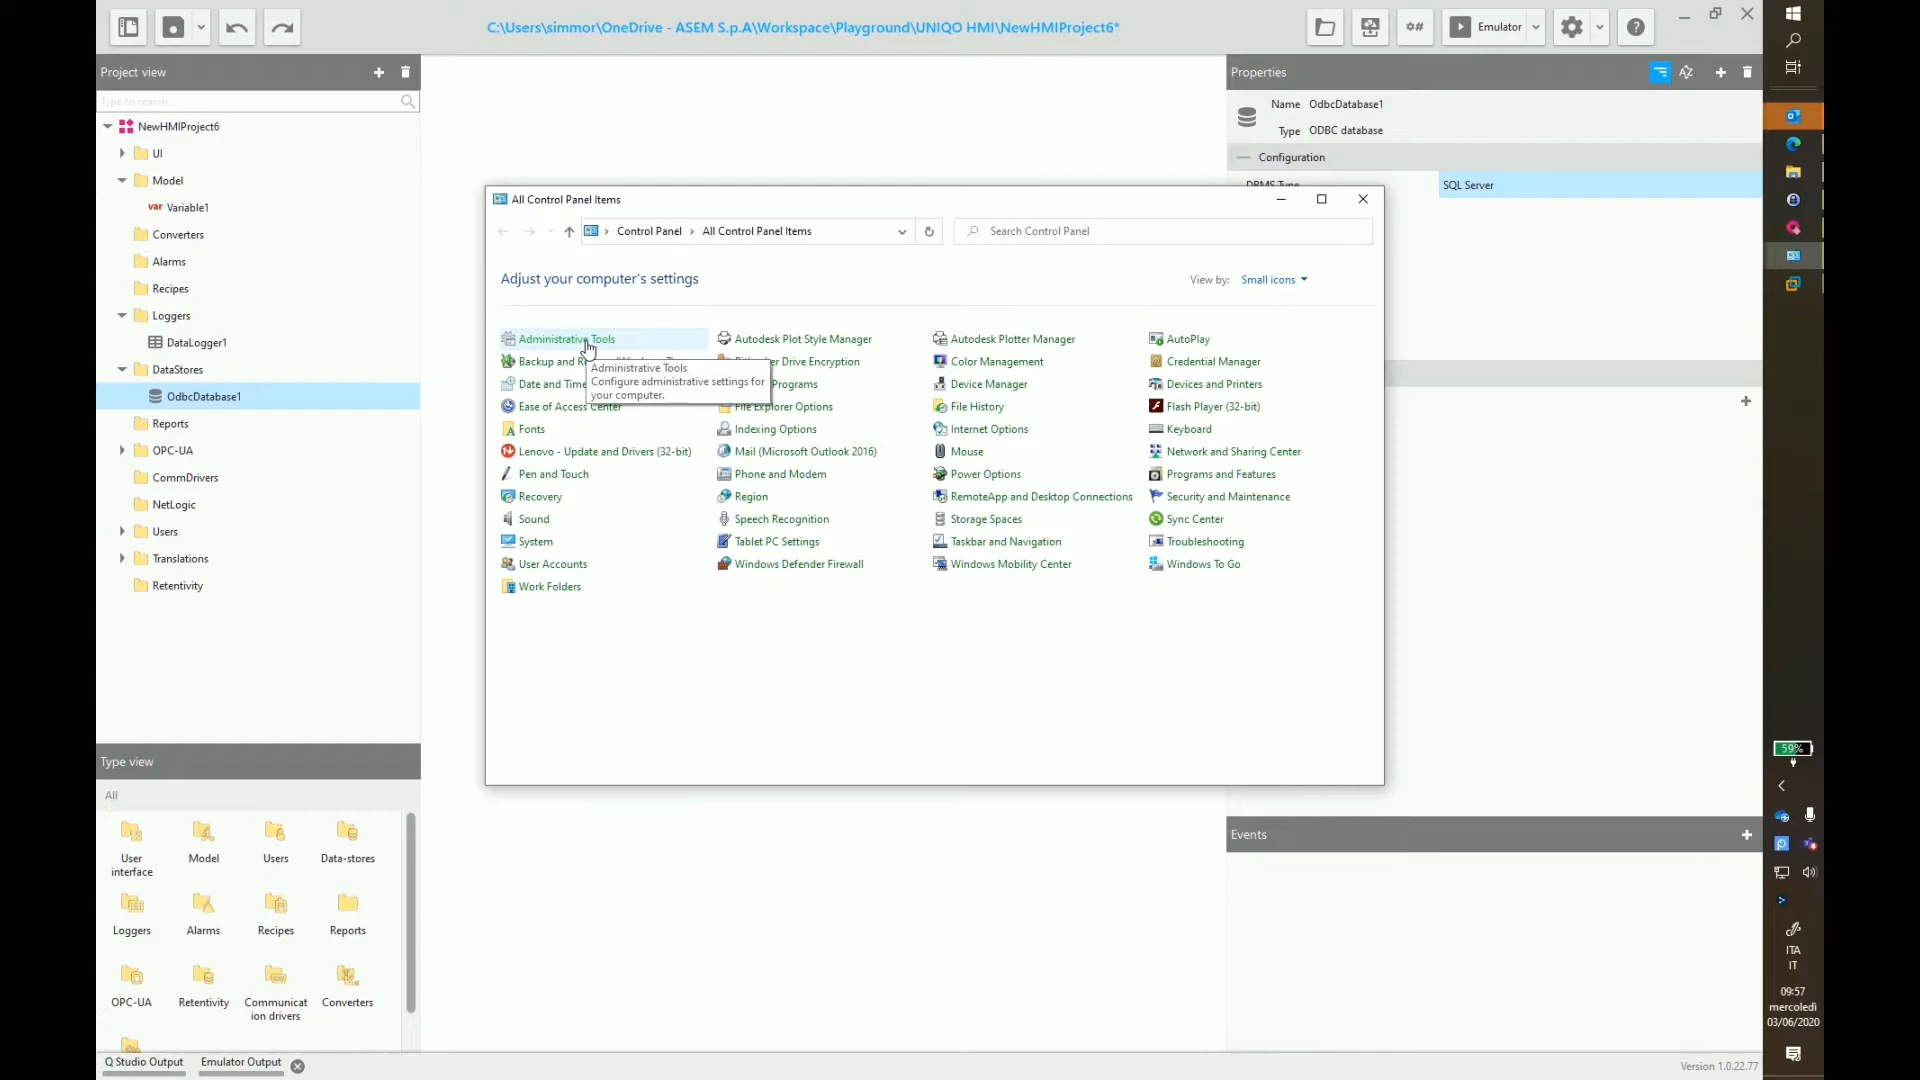 C:\Users\simmor\OneDrive - ASEM S.p.A\Workspace\Playground\UNIQO HMI\NewHMIProject6*
Emulator
Project view
Type to search...
NewHMIProject6
UI
Model
var Variable1
Converters
Alarms
Recipes
Loggers
DataLogger1
DataStores
OdbcDatabase1
Reports
OPC-UA
CommDrivers
NetLogic
Users
Translations
Retentivity
Type view
All
User interface
Model
Users
Data-stores
Loggers
Alarms
Recipes
Reports
OPC-UA
Retentivity
Communicat
ion drivers
Converters
Q Studio Output
Emulator Output
All Control Panel Items
Control Panel > All Control Panel Items
Search Control Panel
Adjust your computer's settings
View by: Small icons
Administrative Tools
Autodesk Plot Style Manager
Autodesk Plotter Manager
AutoPlay
Backup and
Drive Encryption
Color Management
Credential Manager
Date and Time
Programs
Device Manager
Devices and Printers
Administrative Tools
Configure administrative settings for
your computer.
Ease of Access Center
File Explorer Options
File History
Flash Player (32-bit)
Fonts
Indexing Options
Internet Options
Keyboard
Lenovo - Update and Drivers (32-bit)
Mail (Microsoft Outlook 2016)
Mouse
Network and Sharing Center
Pen and Touch
Phone and Modem
Power Options
Programs and Features
Recovery
Region
RemoteApp and Desktop Connections
Security and Maintenance
Sound
Speech Recognition
Storage Spaces
Sync Center
System
Tablet PC Settings
Taskbar and Navigation
Troubleshooting
User Accounts
Windows Defender Firewall
Windows Mobility Center
Windows To Go
Work Folders
Properties
Name OdbcDatabase1
Type ODBC database
Configuration
DBMS Type
SQL Server
Events
Version 1.0.22.77
59%
ITA
IT
09:57
mercoledì
03/06/2020